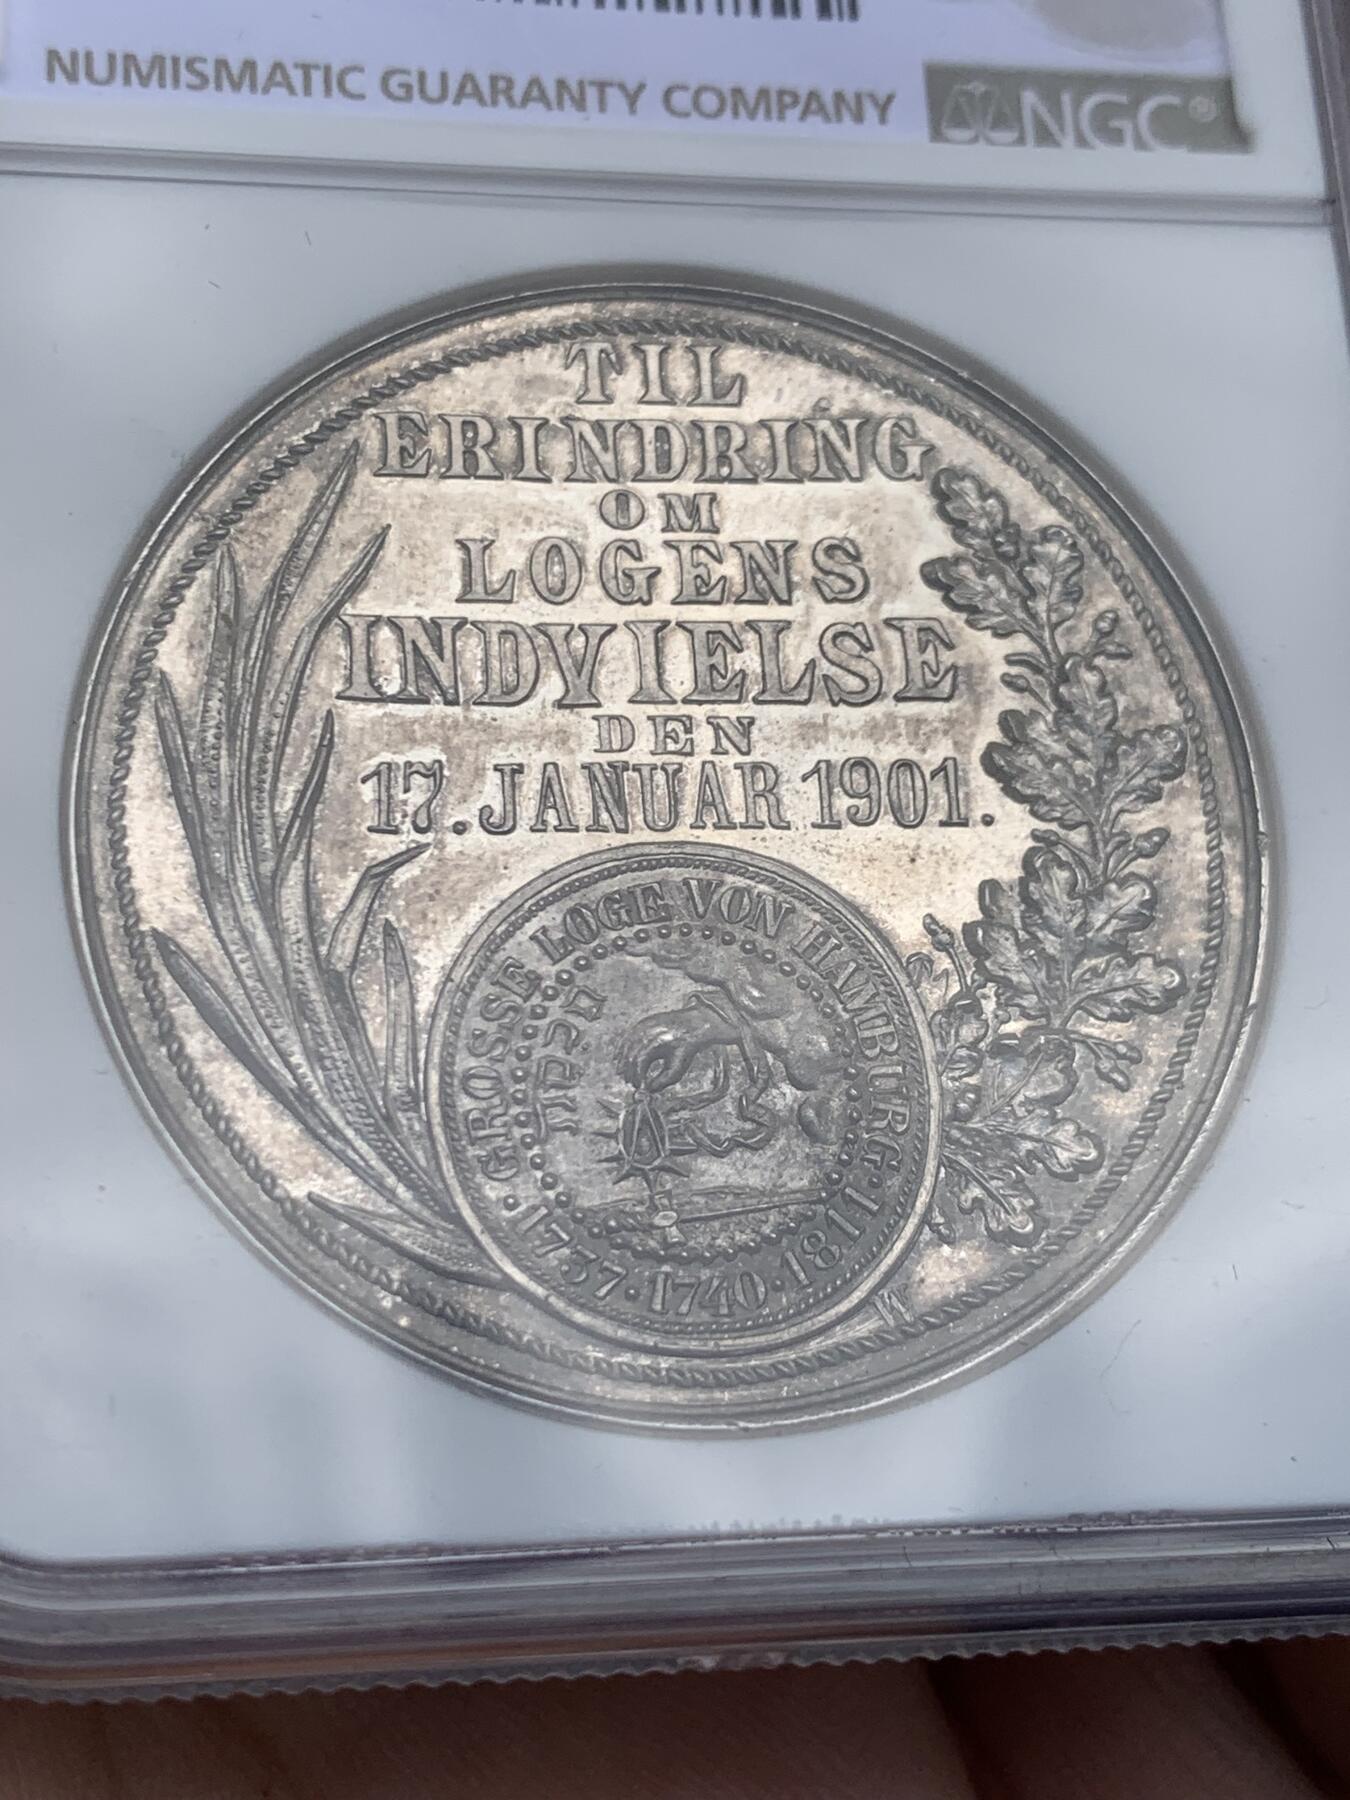 NUMISMATIC GUARANTY COMPANY NGC®
TIL
ERINDRING
OM
LOGENS
INDVIELSE
DEN
17. JANUAR 1901.
GROSSE LOGE VON HAMBURG
· 1737 · 1740 · 1811 ·
W